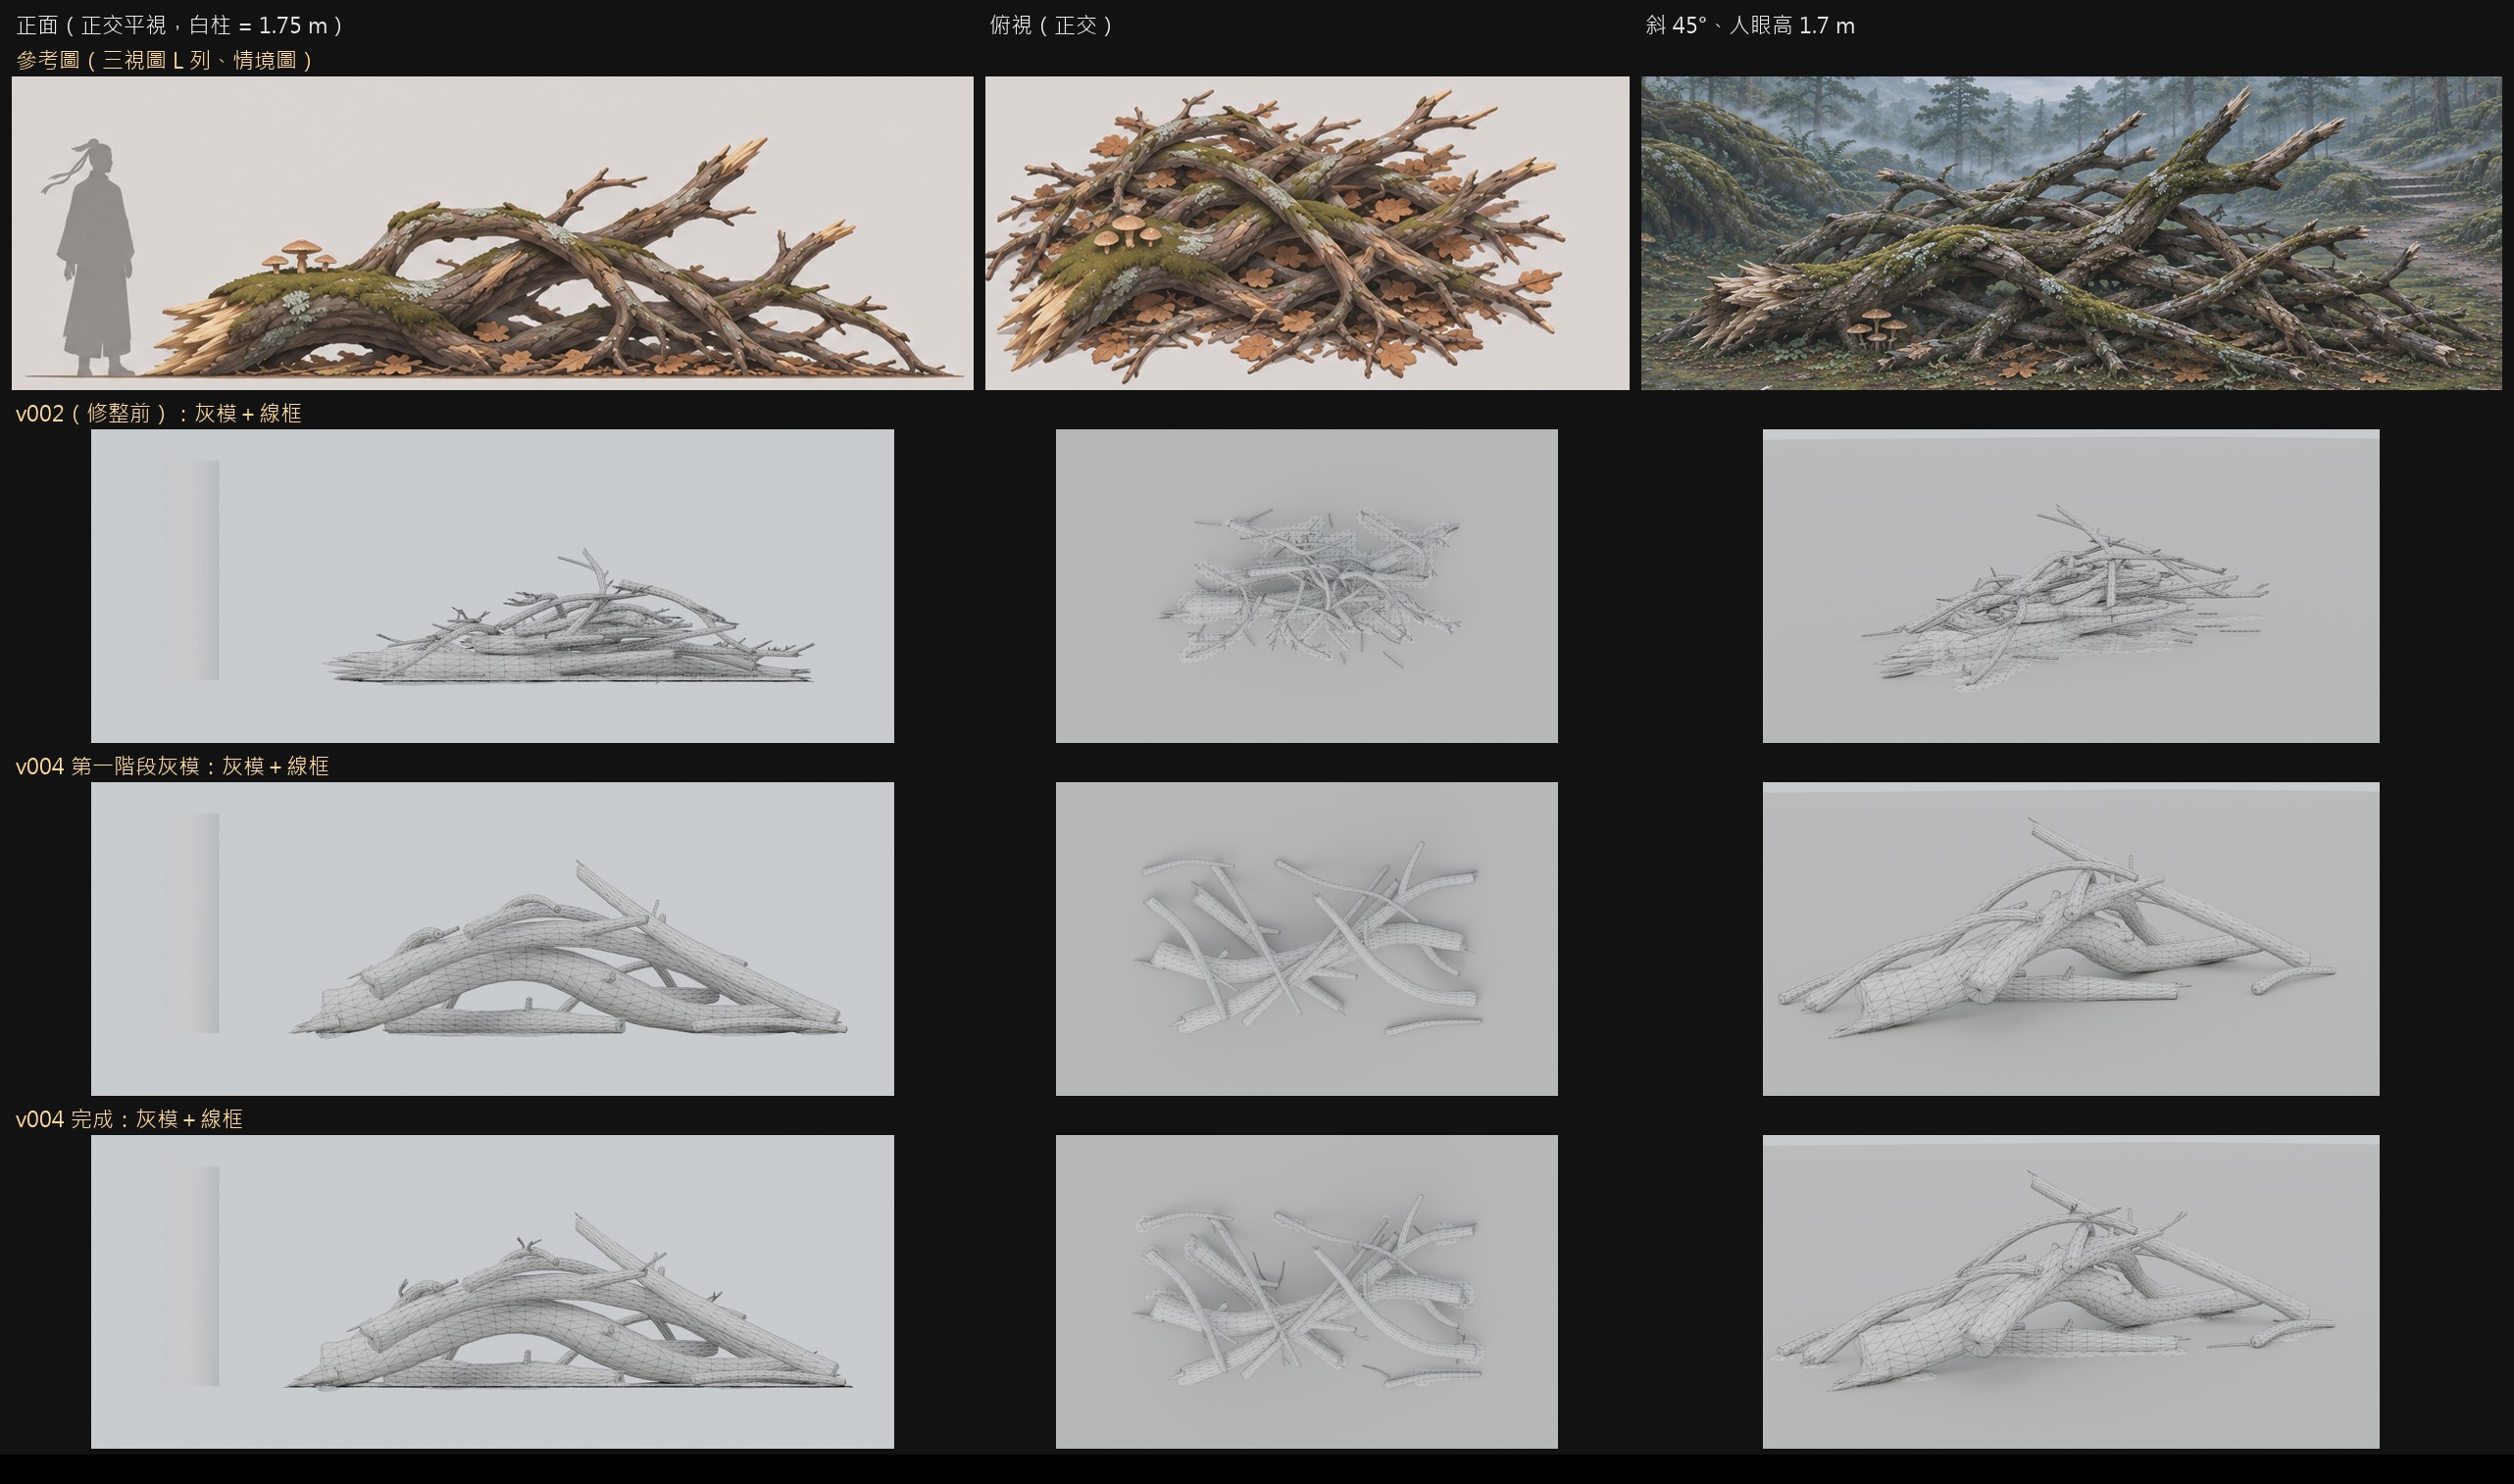 正面（正交平視，白柱 = 1.75 m）
俯視（正交）
斜 45°、人眼高 1.7 m
參考圖（三視圖 L 列、情境圖）
v002（修整前）：灰模＋線框
v004 第一階段灰模：灰模＋線框
v004 完成：灰模＋線框